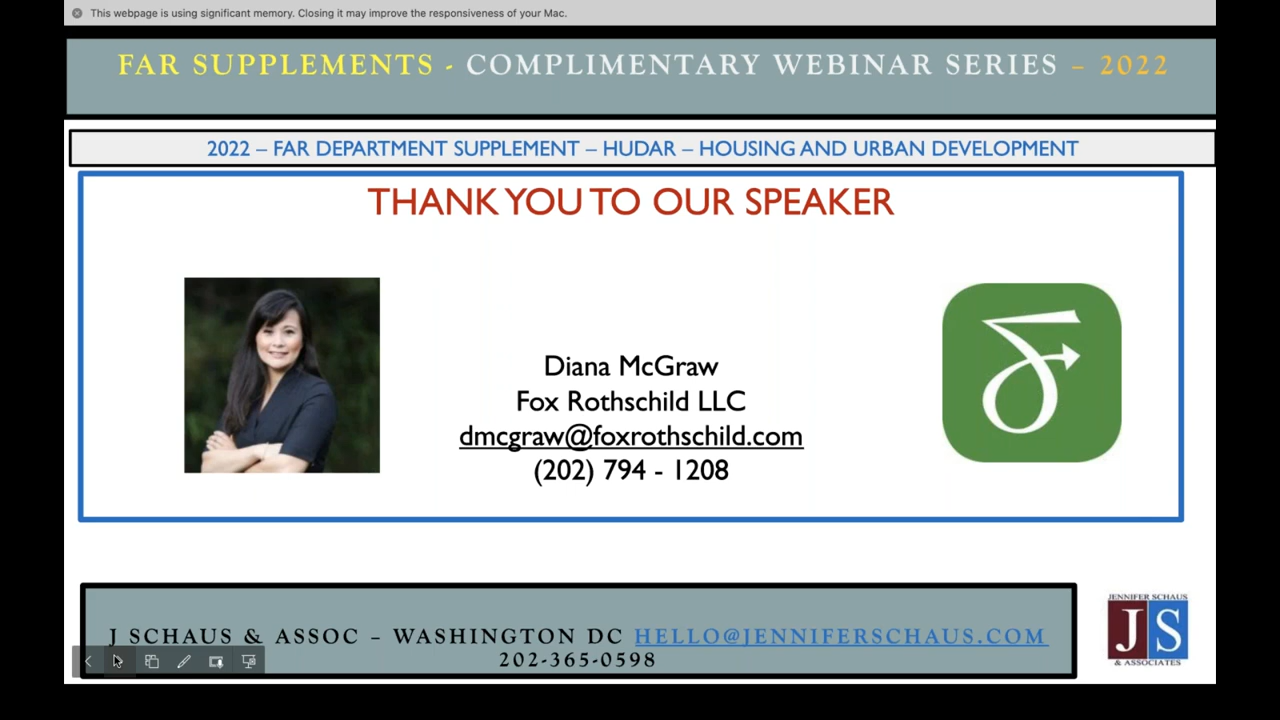 This webpage is using significant memory. Closing it may improve the responsiveness of your Mac.
FAR SUPPLEMENTS - COMPLIMENTARY WEBINAR SERIES – 2022
2022 – FAR DEPARTMENT SUPPLEMENT – HUDAR – HOUSING AND URBAN DEVELOPMENT
THANK YOU TO OUR SPEAKER
Diana McGraw
Fox Rothschild LLC
dmcgraw@foxrothschild.com
(202) 794 - 1208
J SCHAUS & ASSOC – WASHINGTON DC HELLO@JENNIFERSCHAUS.COM
202-365-0598
JENNIFER SCHAUS
JS
& ASSOCIATES